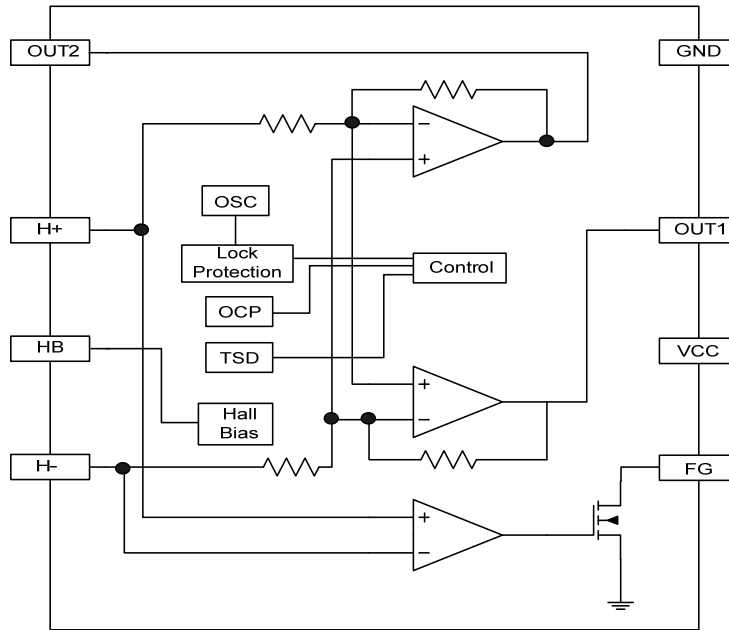 OUT2
GND
−
+
OSC
H+
OUT1
Lock
Protection
Control
OCP
HB
TSD
VCC
+
−
Hall
Bias
H-
FG
+
−